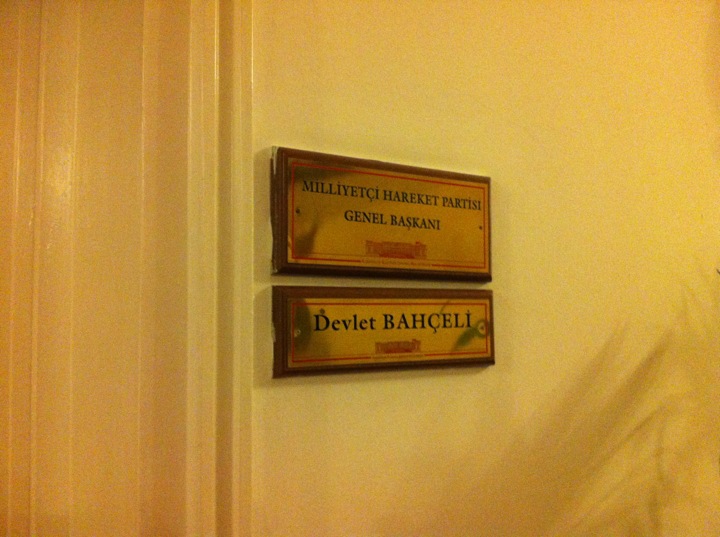 MİLLİYETÇİ HAREKET PARTİSİ
GENEL BAŞKANI
Devlet BAHÇELİ